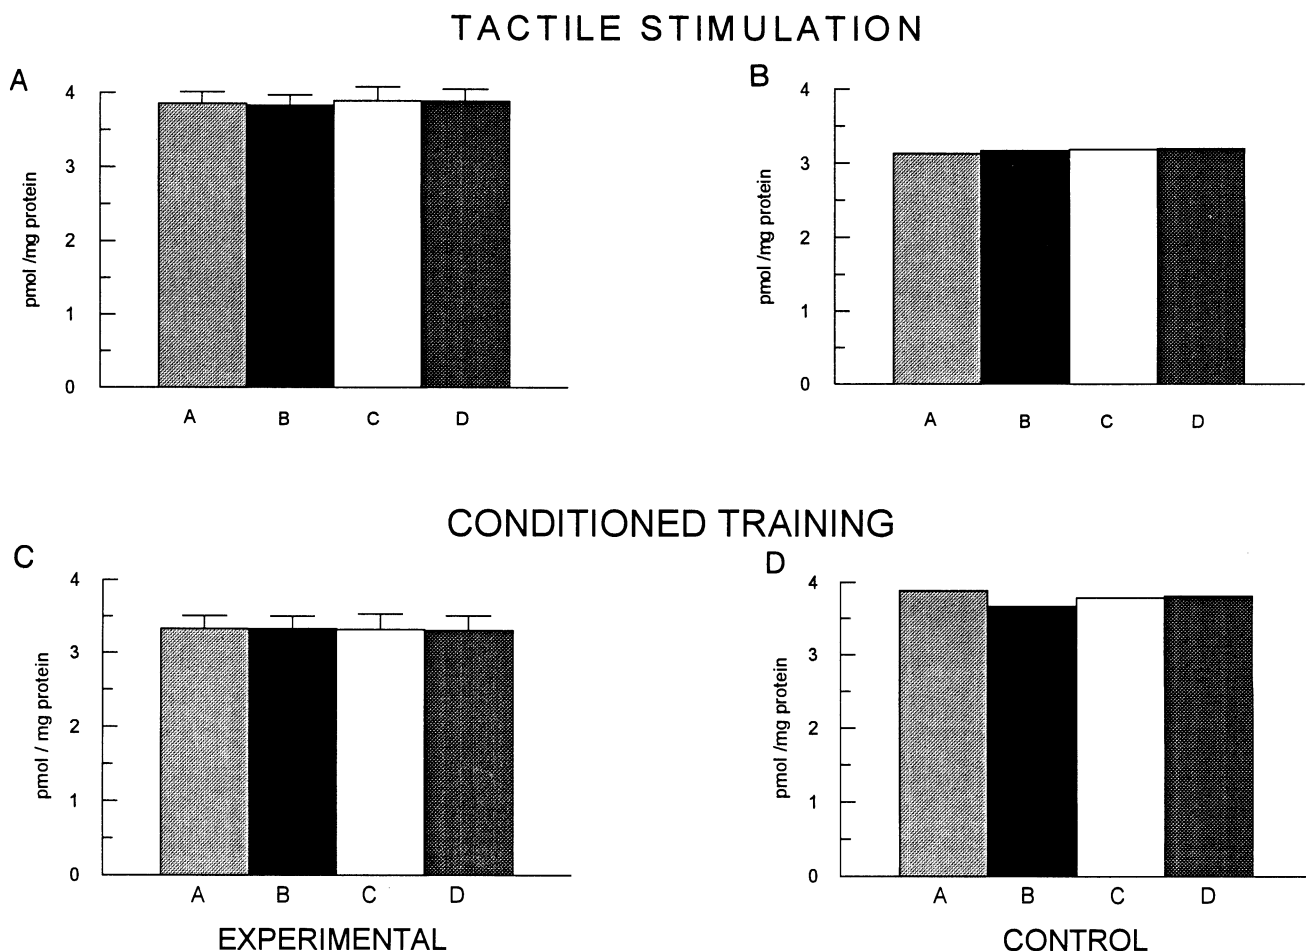 TACTILE STIMULATION
A
B
4
3
2
1
0
pmol /mg protein
A B C D
4
3
2
1
0
pmol /mg protein
A B C D
CONDITIONED TRAINING
C
D
4
3
2
1
0
pmol / mg protein
A B C D
EXPERIMENTAL
4
3
2
1
0
pmol /mg protein
A B C D
CONTROL